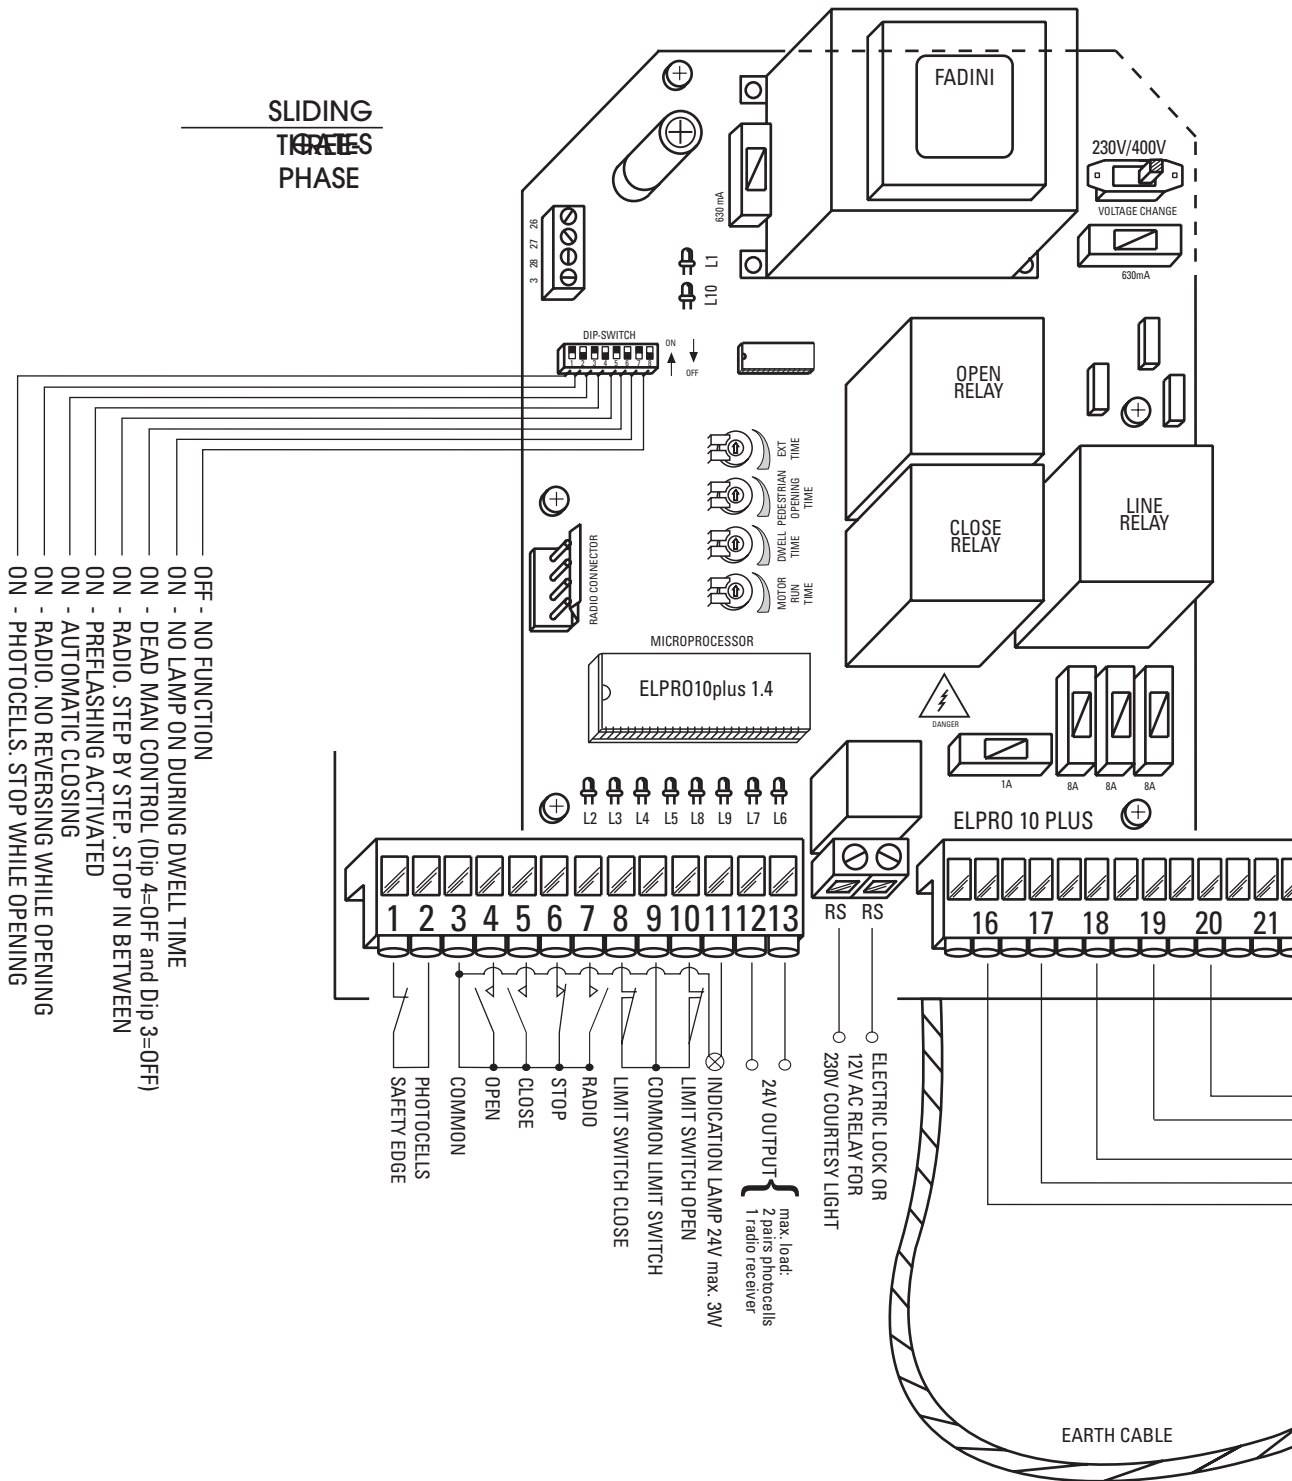 SLIDING
GATES
THREE-
PHASE
FADINI
230V/400V
VOLTAGE CHANGE
630mA
630 mA
26
27
28
3
L1
L10
DIP-SWITCH
1 2 3 4 5 6 7 8
ON
OFF
OPEN
RELAY
EXT
TIME
PEDESTRIAN
OPENING
TIME
DWELL
TIME
MOTOR
RUN
TIME
CLOSE
RELAY
LINE
RELAY
RADIO CONNECTOR
MICROPROCESSOR
ELPRO10plus 1.4
DANGER
1A
8A 8A 8A
OFF - NO FUNCTION
ON - NO LAMP ON DURING DWELL TIME
ON - DEAD MAN CONTROL (Dip 4=OFF and Dip 3=OFF)
ON - RADIO. STEP BY STEP. STOP IN BETWEEN
ON - PREFLASHING ACTIVATED
ON - AUTOMATIC CLOSING
ON - RADIO. NO REVERSING WHILE OPENING
ON - PHOTOCELLS. STOP WHILE OPENING
L2 L3 L4 L5 L8 L9 L7 L6
ELPRO 10 PLUS
1 2 3 4 5 6 7 8 9 10 11 12 13
RS RS
16 17 18 19 20 21
SAFETY EDGE
PHOTOCELLS
COMMON
OPEN
CLOSE
STOP
RADIO
LIMIT SWITCH CLOSE
COMMON LIMIT SWITCH
LIMIT SWITCH OPEN
INDICATION LAMP 24V max. 3W
24V OUTPUT
max. load:
2 pairs photocells
1 radio receiver
ELECTRIC LOCK OR
12V AC RELAY FOR
230V COURTESY LIGHT
EARTH CABLE